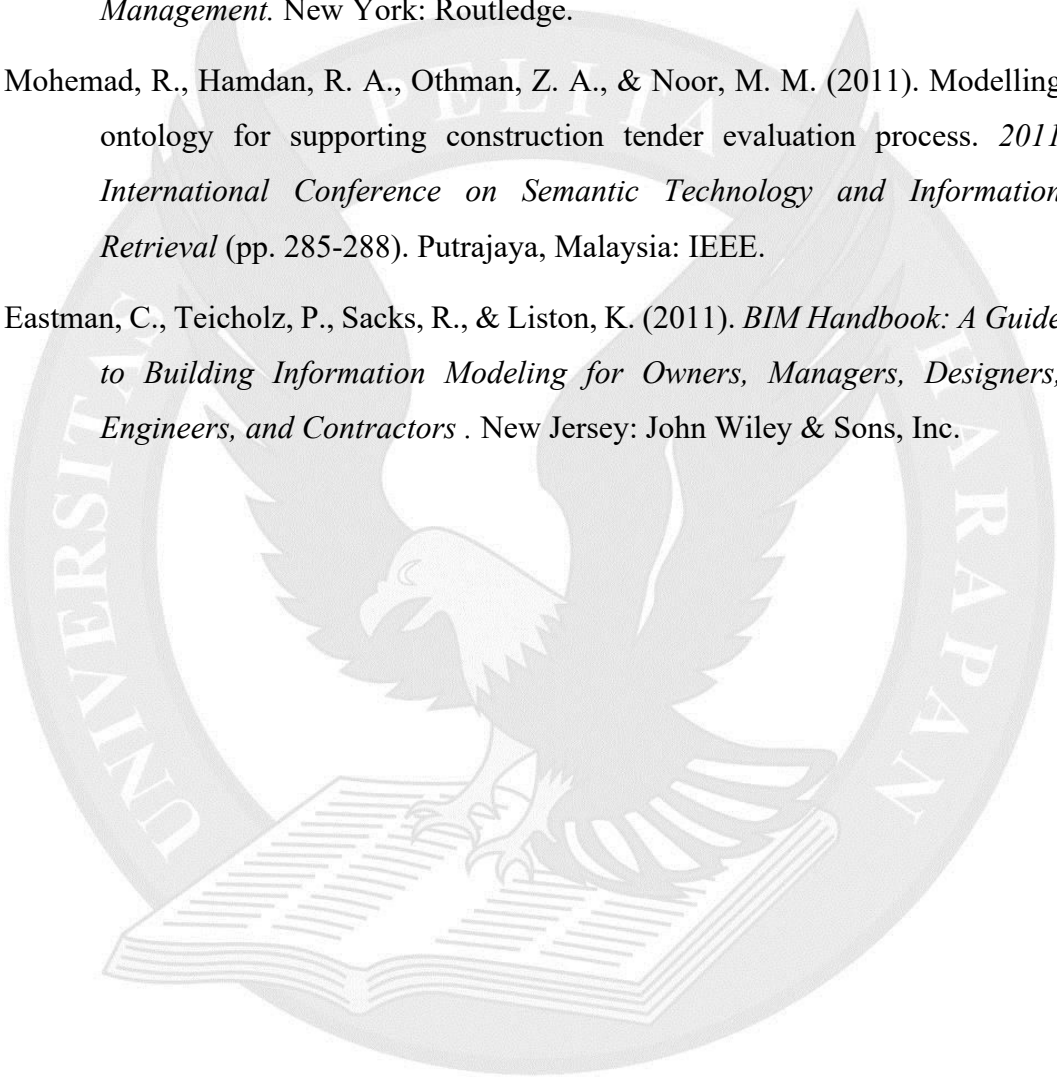 Management. New York: Routledge.
Mohemad, R., Hamdan, R. A., Othman, Z. A., & Noor, M. M. (2011). Modelling
ontology for supporting construction tender evaluation process. 2011
International Conference on Semantic Technology and Information
Retrieval (pp. 285-288). Putrajaya, Malaysia: IEEE.
Eastman, C., Teicholz, P., Sacks, R., & Liston, K. (2011). BIM Handbook: A Guide
to Building Information Modeling for Owners, Managers, Designers,
Engineers, and Contractors . New Jersey: John Wiley & Sons, Inc.
UNIVERSITAS PELITA HARAPAN